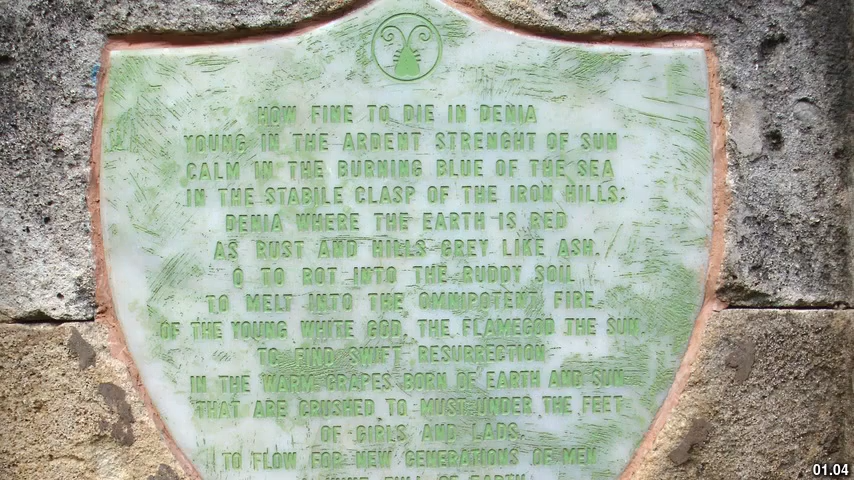 HOW FINE TO DIE IN DENIA
YOUNG IN THE ARDENT STRENGHT OF SUN
CALM IN THE BURNING BLUE OF THE SEA
IN THE STABILE CLASP OF THE IRON HILLS;
DENIA WHERE THE EARTH IS RED
AS RUST AND HILLS GREY LIKE ASH.
O TO ROT INTO THE RUDDY SOIL
TO MELT INTO THE OMNIPOTENT FIRE
OF THE YOUNG WHITE GOD, THE FLAMEGOD THE SUN
TO FIND SWIFT RESURRECTION
IN THE WARM GRAPES BORN OF EARTH AND SUN
THAT ARE CRUSHED TO MUST UNDER THE FEET
OF GIRLS AND LADS.
TO FLOW FOR NEW GENERATIONS OF MEN
FULL OF EARTH
01.04